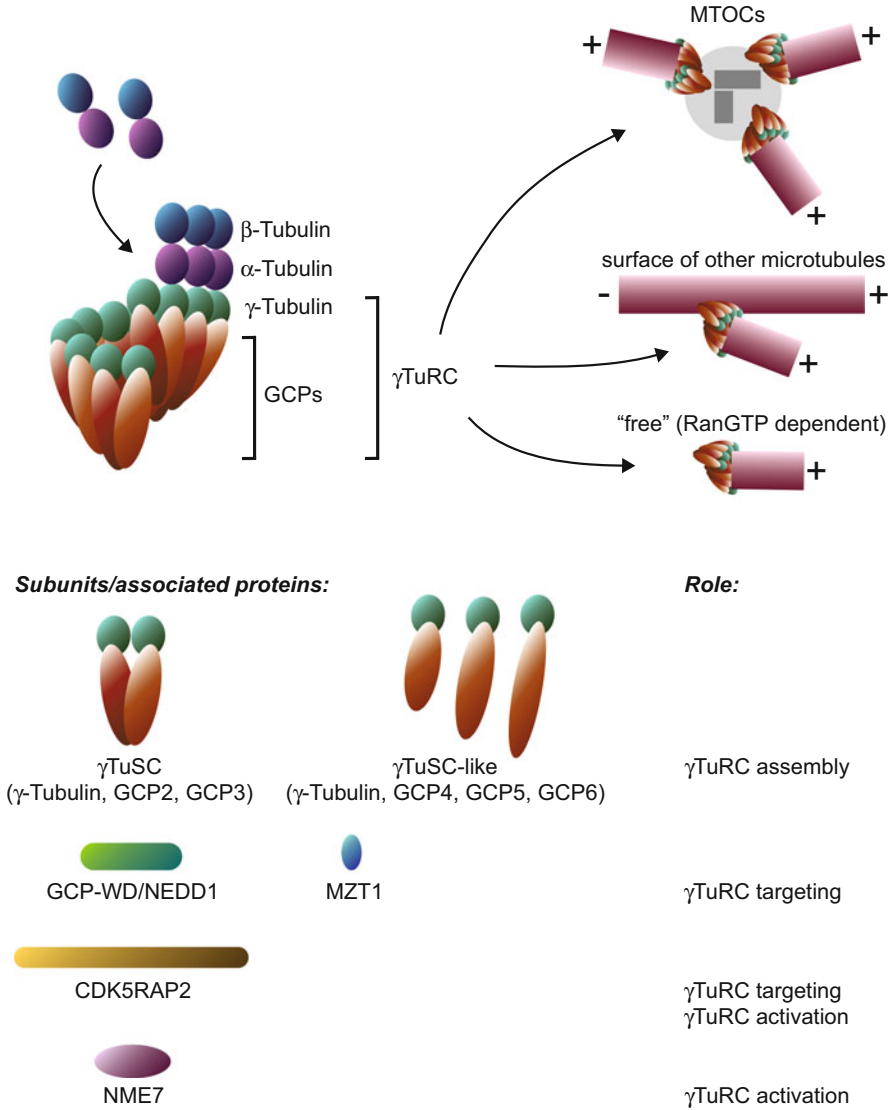 MTOCs
+
+
β-Tubulin
α-Tubulin
+
surface of other microtubules
γ-Tubulin
-
+
GCPs
γTuRC
+
“free” (RanGTP dependent)
+
Subunits/associated proteins:
Role:
γTuSC
(γ-Tubulin, GCP2, GCP3)
γTuSC-like
(γ-Tubulin, GCP4, GCP5, GCP6)
γTuRC assembly
GCP-WD/NEDD1
MZT1
γTuRC targeting
CDK5RAP2
γTuRC targeting
γTuRC activation
NME7
γTuRC activation